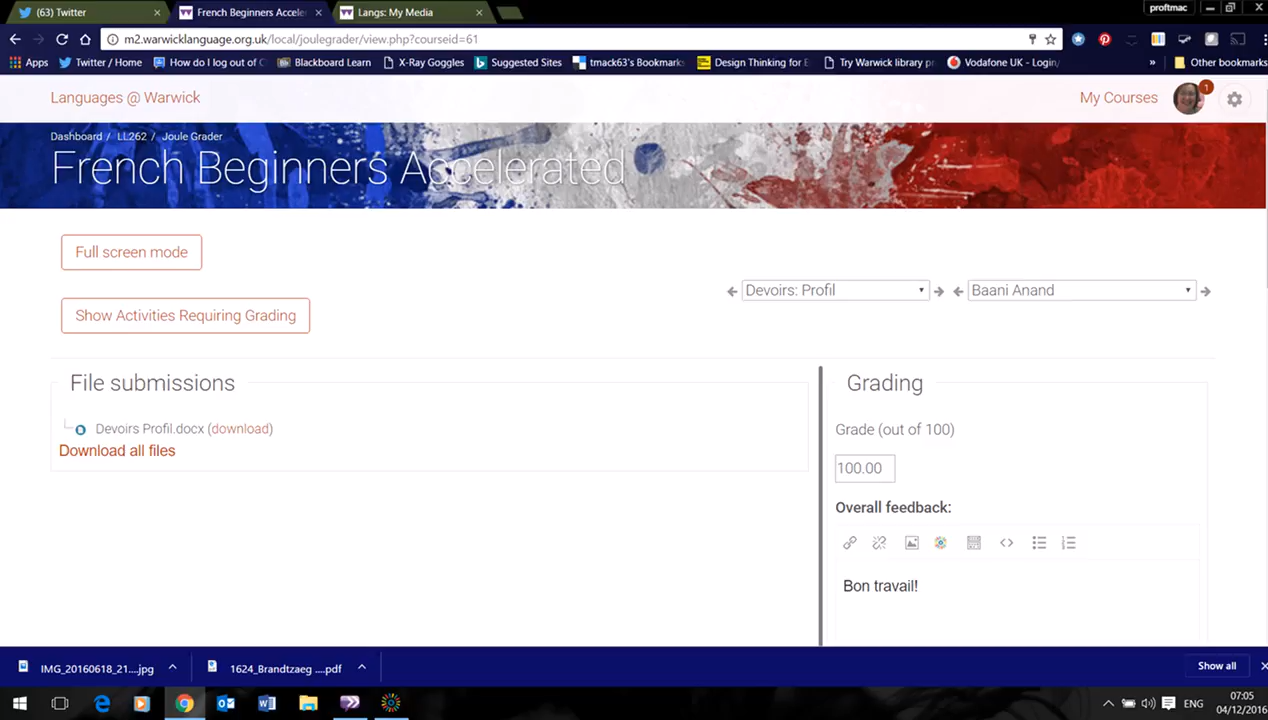 (63) Twitter
French Beginners Acceler
Langs: My Media
proftmac
m2.warwicklanguage.org.uk/local/joulegrader/view.php?courseid=61
Apps
Twitter / Home
How do I log out of
Blackboard Learn
X-Ray Goggles
Suggested Sites
tmack63's Bookmarks
Design Thinking for
Try Warwick library
Vodafone UK - Login
»
Other bookmarks
Languages @ Warwick
My Courses
1
Dashboard / LL262 / Joule Grader
French Beginners Accelerated
Full screen mode
Devoirs: Profil
Baani Anand
Show Activities Requiring Grading
File submissions
Grading
Devoirs Profil.docx (download)
Download all files
Grade (out of 100)
100.00
Overall feedback:
Bon travail!
IMG_20160618_21....jpg
1624_Brandtzaeg ....pdf
Show all
ENG
07:05
04/12/2016